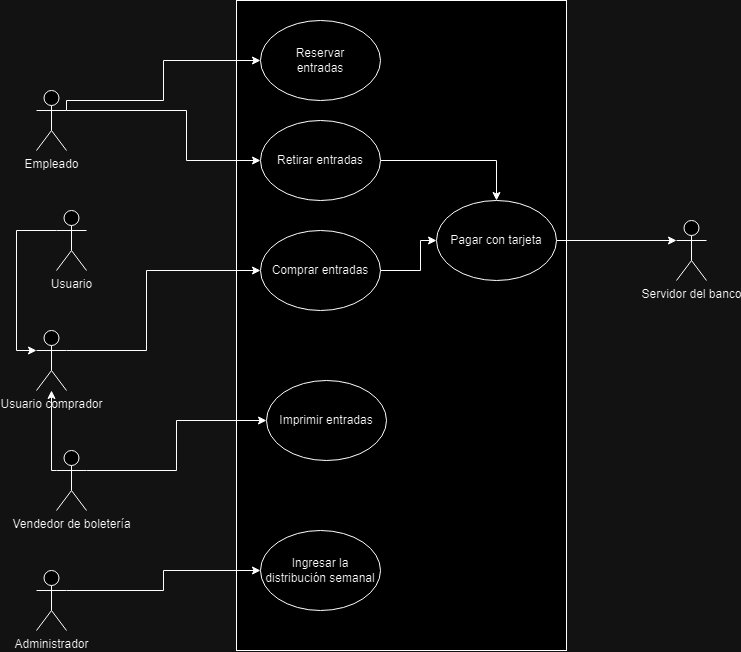 Reservar
entradas
Empleado
Retirar entradas
Usuario
Pagar con tarjeta
Comprar entradas
Servidor del banco
Usuario comprador
Imprimir entradas
Vendedor de boletería
Ingresar la
distribución semanal
Administrador